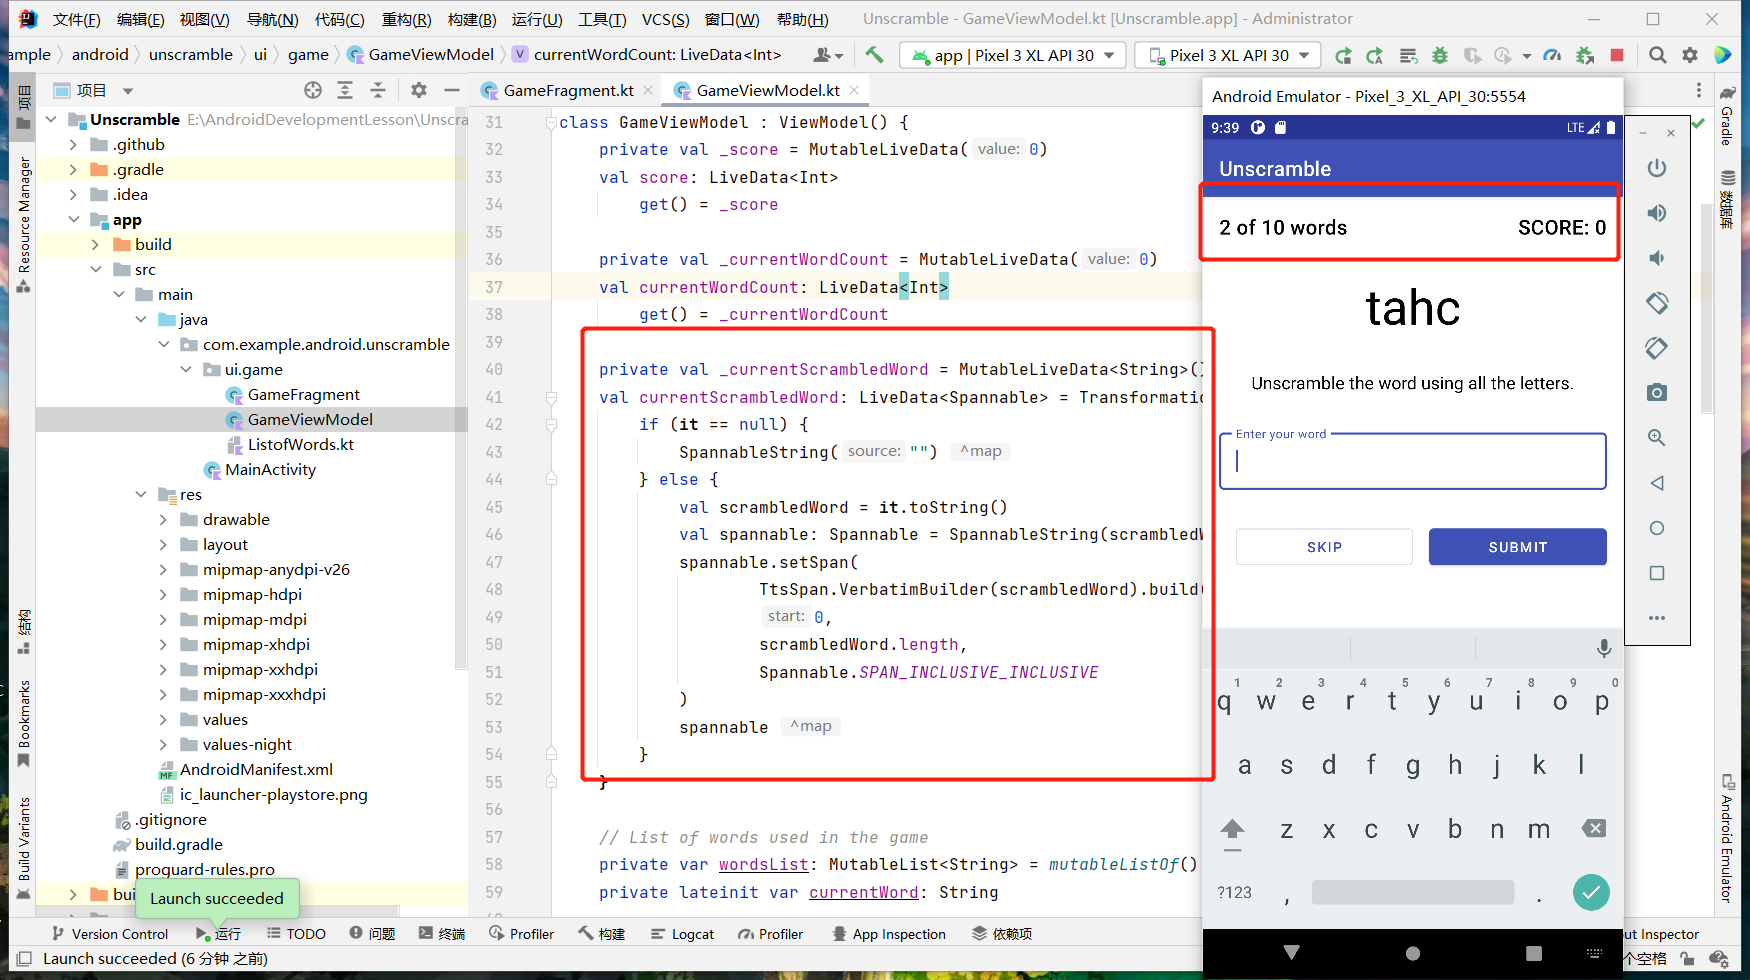 文件(F) 编辑(E) 视图(V) 导航(N) 代码(C) 重构(R) 构建(B) 运行(U) 工具(T) VCS(S) 窗口(W) 帮助(H) Unscramble - GameViewModel.kt [Unscramble.app] - Administrator
ample android unscramble ui game GameViewModel currentWordCount: LiveData<Int> app | Pixel 3 XL API 30 Pixel 3 XL API 30
项目
Unscramble E:\AndroidDevelopmentLesson\Unscra
.github
.gradle
.idea
app
build
src
main
java
com.example.android.unscramble
ui.game
GameFragment
GameViewModel
ListofWords.kt
MainActivity
res
drawable
layout
mipmap-anydpi-v26
mipmap-hdpi
mipmap-mdpi
mipmap-xhdpi
mipmap-xxhdpi
mipmap-xxxhdpi
values
values-night
AndroidManifest.xml
ic_launcher-playstore.png
.gitignore
build.gradle
proguard-rules.pro
bui
Launch succeeded
项目
Resource Manager
结构
Bookmarks
Build Variants
GameFragment.kt GameViewModel.kt
31 class GameViewModel : ViewModel() {
32 private val _score = MutableLiveData( value: 0)
33 val score: LiveData<Int>
34 get() = _score
35
36 private val _currentWordCount = MutableLiveData( value: 0)
37 val currentWordCount: LiveData<Int>
38 get() = _currentWordCount
39
40 private val _currentScrambledWord = MutableLiveData<String>()
41 val currentScrambledWord: LiveData<Spannable> = Transformatio
42 if (it == null) {
43 SpannableString( source: "") ^map
44 } else {
45 val scrambledWord = it.toString()
46 val spannable: Spannable = SpannableString(scrambledW
47 spannable.setSpan(
48 TtsSpan.VerbatimBuilder(scrambledWord).build(
49 start: 0,
50 scrambledWord.length,
51 Spannable.SPAN_INCLUSIVE_INCLUSIVE
52 )
53 spannable ^map
54 }
55 }
56
57 // List of words used in the game
58 private var wordsList: MutableList<String> = mutableListOf()
59 private lateinit var currentWord: String
Android Emulator - Pixel_3_XL_API_30:5554
9:39 LTE
Unscramble
2 of 10 words SCORE: 0
tahc
Unscramble the word using all the letters.
Enter your word
SKIP SUBMIT
1 2 3 4 5 6 7 8 9 0
q w e r t y u i o p
a s d f g h j k l
z x c v b n m
?123 , .
Gradle
数据库
Android Emulator
Version Control 运行 TODO 问题 终端 Profiler 构建 Logcat Profiler App Inspection 依赖项 ut Inspector
Launch succeeded (6 分钟 之前) 个空格